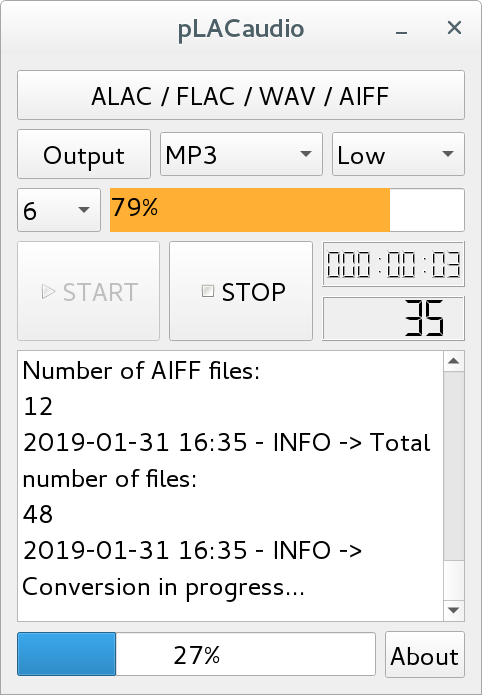 pLACaudio
ALAC / FLAC / WAV / AIFF
Output MP3 Low
6 79%
START STOP 000:00:03
35
Number of AIFF files:
12
2019-01-31 16:35 - INFO -> Total
number of files:
48
2019-01-31 16:35 - INFO ->
Conversion in progress...
27% About